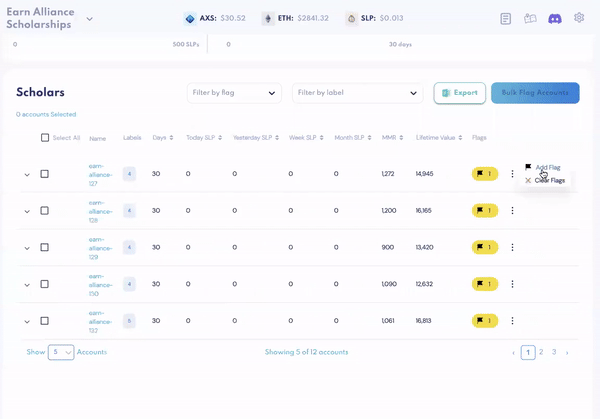 Earn Alliance
Scholarships
AXS: $30.52 ETH: $2841.32 SLP: $0.013
0 500 SLPs 0 30 days
Scholars
Filter by flag Filter by label Export Bulk Flag Accounts
0 accounts Selected
Select All Name Labels Days Today SLP Yesterday SLP Week SLP Month SLP MMR Lifetime Value Flags
earn-alliance-127 4 30 0 0 0 0 1,272 14,945 1
Add Flag
Clear Flags
earn-alliance-128 4 30 0 0 0 0 1,200 16,165 1
earn-alliance-129 4 30 0 0 0 0 900 13,420 1
earn-alliance-130 4 30 0 0 0 0 1,090 12,632 1
earn-alliance-132 5 30 0 0 0 0 1,061 16,813 1
Show 5 Accounts Showing 5 of 12 accounts 1 2 3